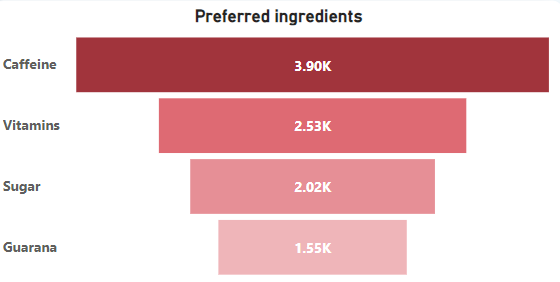 Preferred ingredients
Caffeine 3.90K
Vitamins 2.53K
Sugar 2.02K
Guarana 1.55K